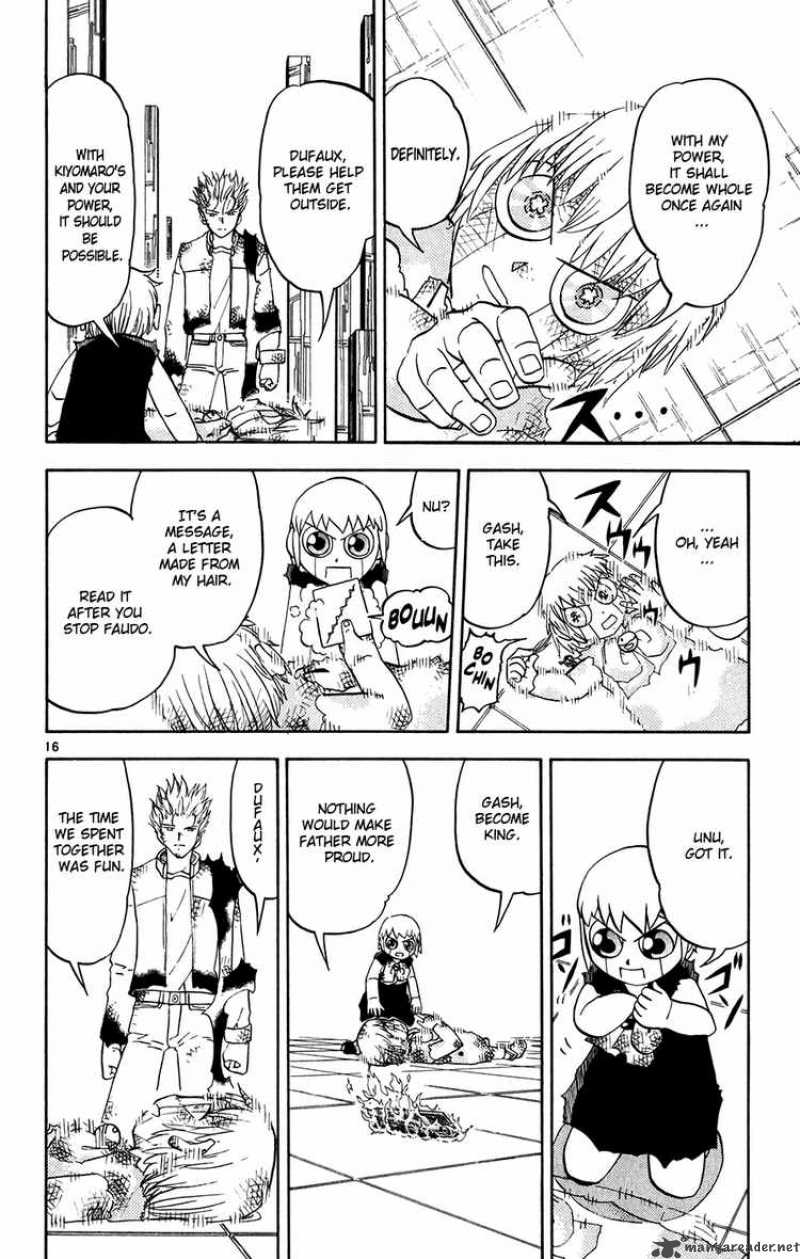 WITH MY
POWER,
IT SHALL
BECOME WHOLE
ONCE AGAIN
...
DEFINITELY.
DUFAUX,
PLEASE HELP
THEM GET
OUTSIDE.
WITH
KIYOMARO'S
AND YOUR
POWER,
IT SHOULD
BE
POSSIBLE.
...
OH, YEAH
...
GASH,
TAKE
THIS.
スウウ
BO
CHIN
NU?
BOUUN
IT'S A
MESSAGE,
A LETTER
MADE FROM
MY HAIR.
READ IT
AFTER YOU
STOP FAUDO.
16
UNU,
GOT IT.
GASH,
BECOME
KING.
NOTHING
WOULD MAKE
FATHER MORE
PROUD.
DUFAUX,
THE TIME
WE SPENT
TOGETHER
WAS FUN.
mangareader.net